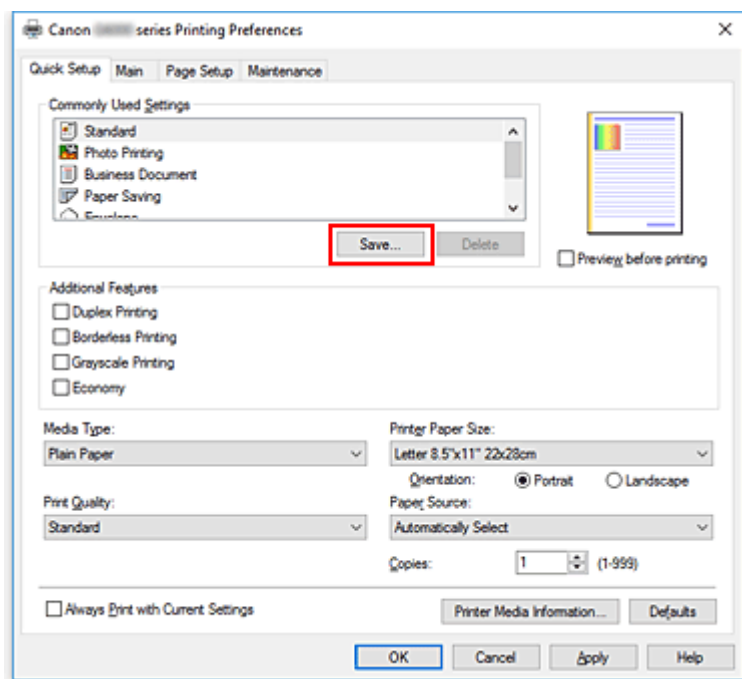 Canon series Printing Preferences
Quick Setup Main Page Setup Maintenance
Commonly Used Settings
Standard
Photo Printing
Business Document
Paper Saving
Save... Delete
Preview before printing
Additional Features
Duplex Printing
Borderless Printing
Grayscale Printing
Economy
Media Type: Printer Paper Size:
Plain Paper Letter 8.5"x11" 22x28cm
Orientation: Portrait Landscape
Print Quality: Paper Source:
Standard Automatically Select
Copies: 1 (1-999)
Always Print with Current Settings Printer Media Information... Defaults
OK Cancel Apply Help